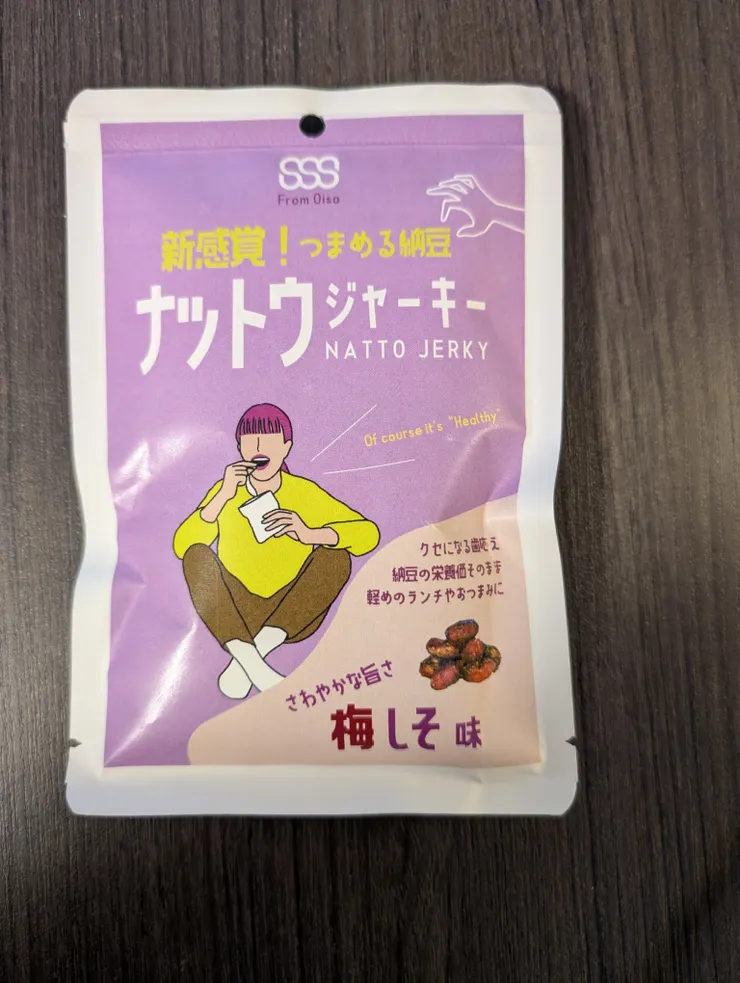 SSS
From Oiso
新感覚！つまめる納豆
ナットウジャーキー
NATTO JERKY
Of course it's "Healthy"
クセになる歯応え
納豆の栄養価そのまま
軽めのランチやおつまみに
さわやかな旨さ
梅しそ味